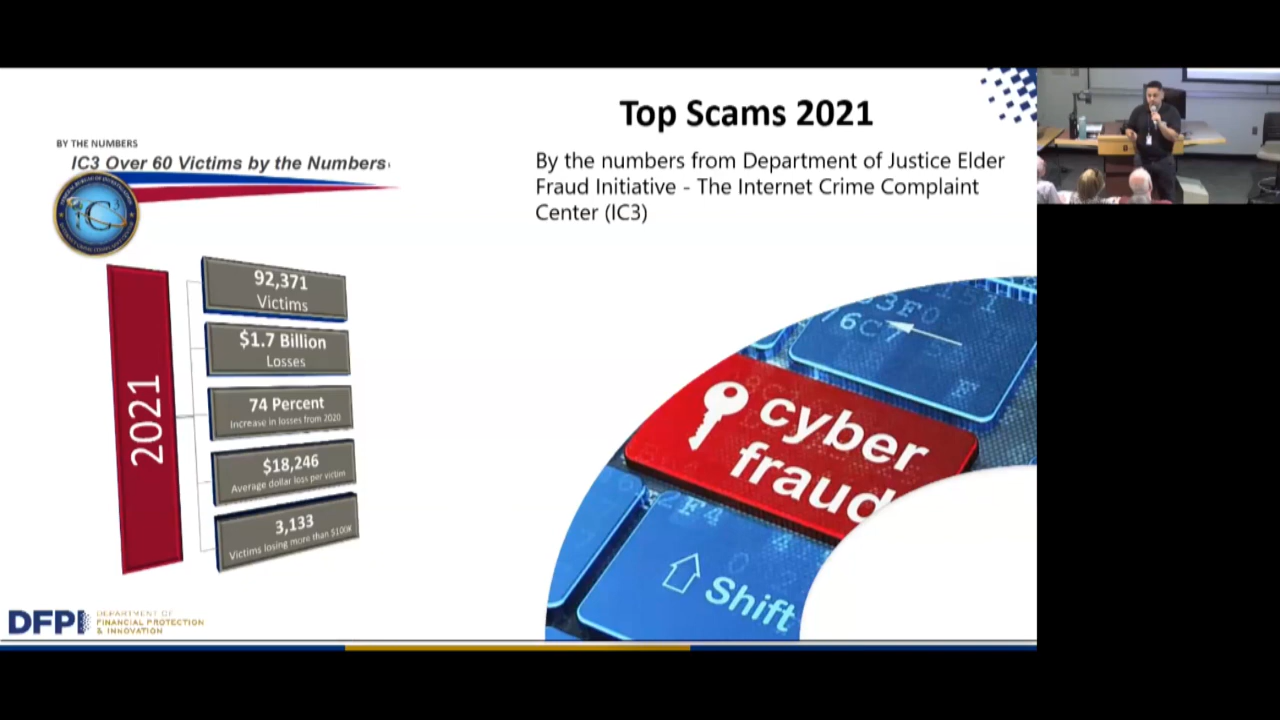 Top Scams 2021
BY THE NUMBERS
IC3 Over 60 Victims by the Numbers
By the numbers from Department of Justice Elder
Fraud Initiative - The Internet Crime Complaint
Center (IC3)
2021
92,371
Victims
$1.7 Billion
Losses
74 Percent
Increase in losses from 2020
$18,246
Average dollar loss per victim
3,133
Victims losing more than $100K
76C7
F
cyber
fraud
2F4
Shift
DFPI
DEPARTMENT OF
FINANCIAL PROTECTION
& INNOVATION